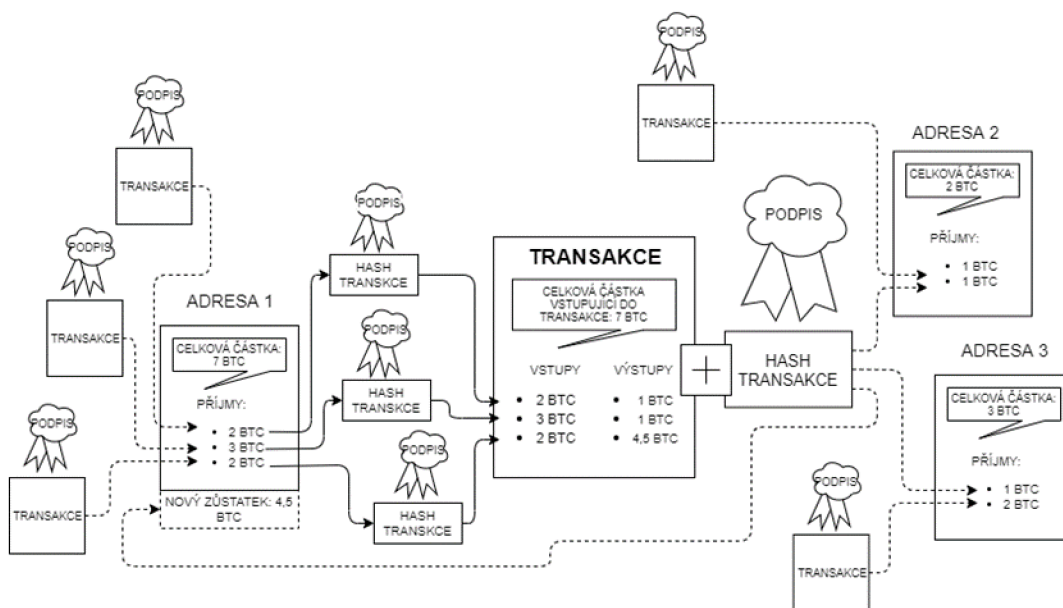 PODPIS
TRANSAKCE
PODPIS
TRANSAKCE
PODPIS
TRANSAKCE
ADRESA 1
CELKOVÁ ČÁSTKA:
7 BTC
PŘÍJMY:
• 2 BTC
• 3 BTC
• 2 BTC
NOVÝ ZŮSTATEK: 4,5
BTC
PODPIS
HASH
TRANSKCE
PODPIS
HASH
TRANSKCE
PODPIS
HASH
TRANSKCE
TRANSAKCE
CELKOVÁ ČÁSTKA
VSTUPUJÍCÍ DO
TRANSAKCE: 7 BTC
VSTUPY
• 2 BTC
• 3 BTC
• 2 BTC
VÝSTUPY
• 1 BTC
• 1 BTC
• 4,5 BTC
PODPIS
HASH
TRANSAKCE
PODPIS
TRANSAKCE
ADRESA 2
CELKOVÁ ČÁSTKA:
2 BTC
PŘÍJMY:
• 1 BTC
• 1 BTC
ADRESA 3
CELKOVÁ ČÁSTKA:
3 BTC
PŘÍJMY:
• 1 BTC
• 2 BTC
PODPIS
TRANSAKCE